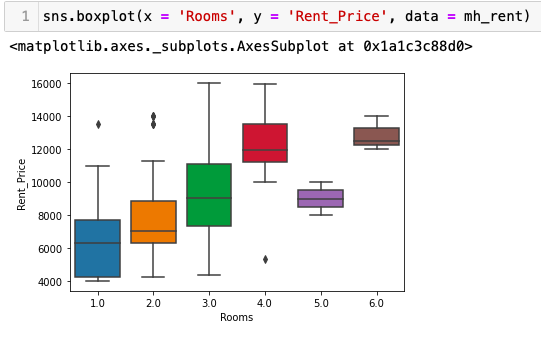 1 sns.boxplot(x = 'Rooms', y = 'Rent_Price', data = mh_rent)
<matplotlib.axes._subplots.AxesSubplot at 0x1a1c3c88d0>
16000
14000
12000
10000
8000
6000
4000
Rent_Price
1.0 2.0 3.0 4.0 5.0 6.0
Rooms